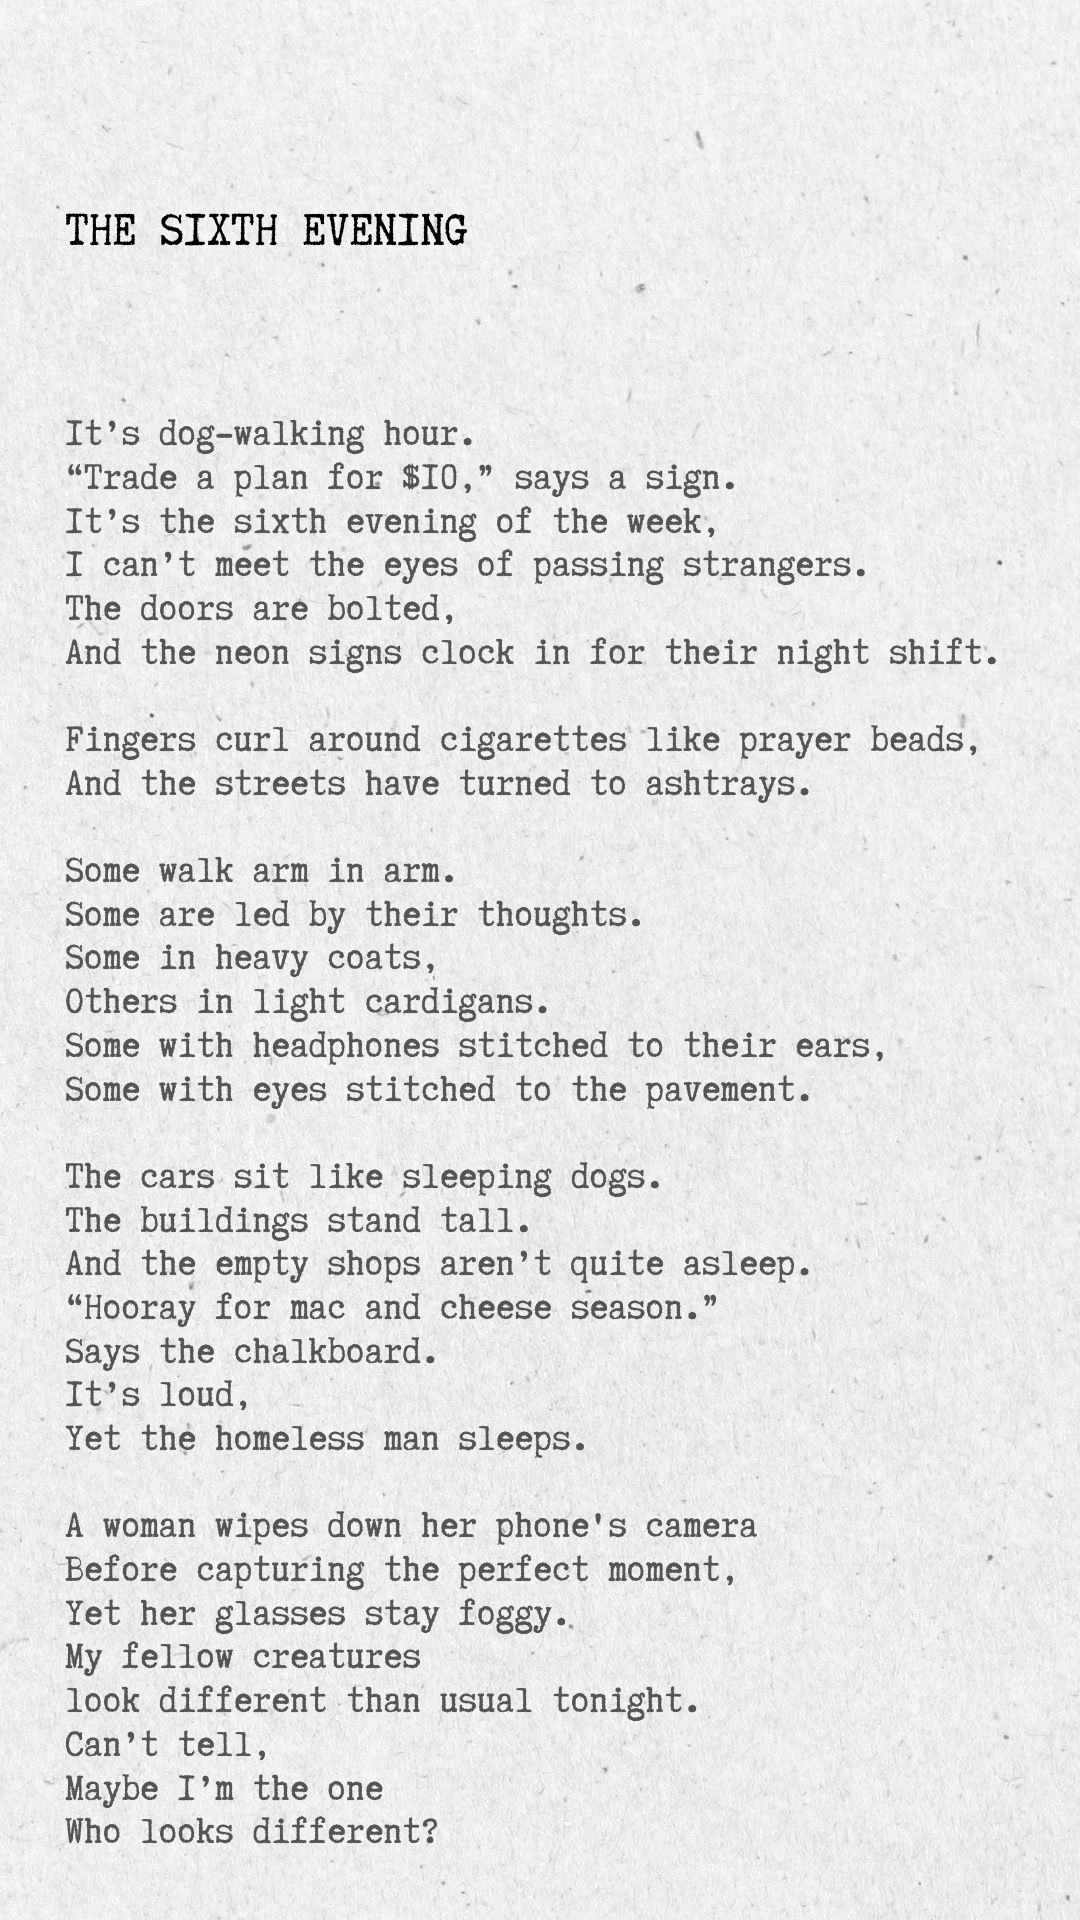 THE SIXTH EVENING
It’s dog-walking hour.
“Trade a plan for $10,” says a sign.
It’s the sixth evening of the week,
I can’t meet the eyes of passing strangers.
The doors are bolted,
And the neon signs clock in for their night shift.
Fingers curl around cigarettes like prayer beads,
And the streets have turned to ashtrays.
Some walk arm in arm.
Some are led by their thoughts.
Some in heavy coats,
Others in light cardigans.
Some with headphones stitched to their ears,
Some with eyes stitched to the pavement.
The cars sit like sleeping dogs.
The buildings stand tall.
And the empty shops aren’t quite asleep.
“Hooray for mac and cheese season.”
Says the chalkboard.
It’s loud,
Yet the homeless man sleeps.
A woman wipes down her phone's camera
Before capturing the perfect moment,
Yet her glasses stay foggy.
My fellow creatures
look different than usual tonight.
Can’t tell,
Maybe I’m the one
Who looks different?